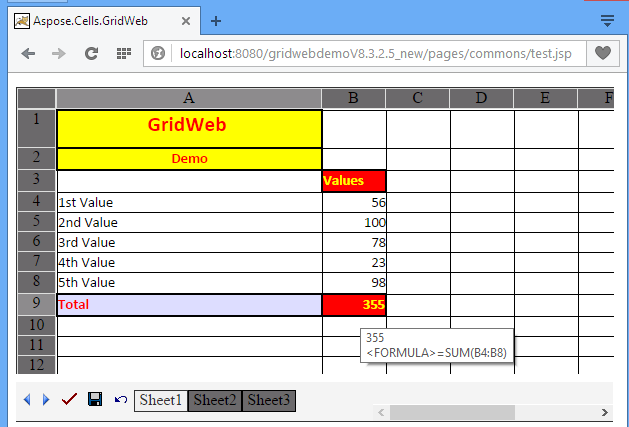 Aspose.Cells.GridWeb
localhost:8080/gridwebdemoV8.3.2.5_new/pages/commons/test.jsp
A B C D E F
1 GridWeb
2 Demo
3 Values
4 1st Value 56
5 2nd Value 100
6 3rd Value 78
7 4th Value 23
8 5th Value 98
9 Total 355
10
355
11
<FORMULA>=SUM(B4:B8)
12
Sheet1 Sheet2 Sheet3